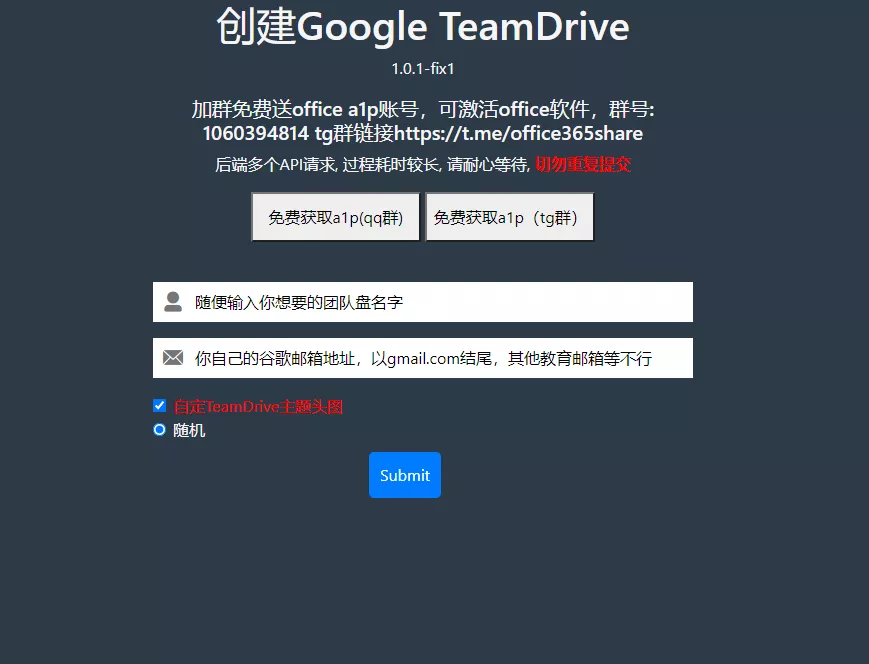 创建Google TeamDrive
1.0.1-fix1
加群免费送office a1p账号，可激活office软件，群号:
1060394814 tg群链接https://t.me/office365share
后端多个API请求, 过程耗时较长, 请耐心等待, 切勿重复提交
免费获取a1p(qq群)
免费获取a1p（tg群）
随便输入你想要的团队盘名字
你自己的谷歌邮箱地址，以gmail.com结尾，其他教育邮箱等不行
自定TeamDrive主题头图
随机
Submit